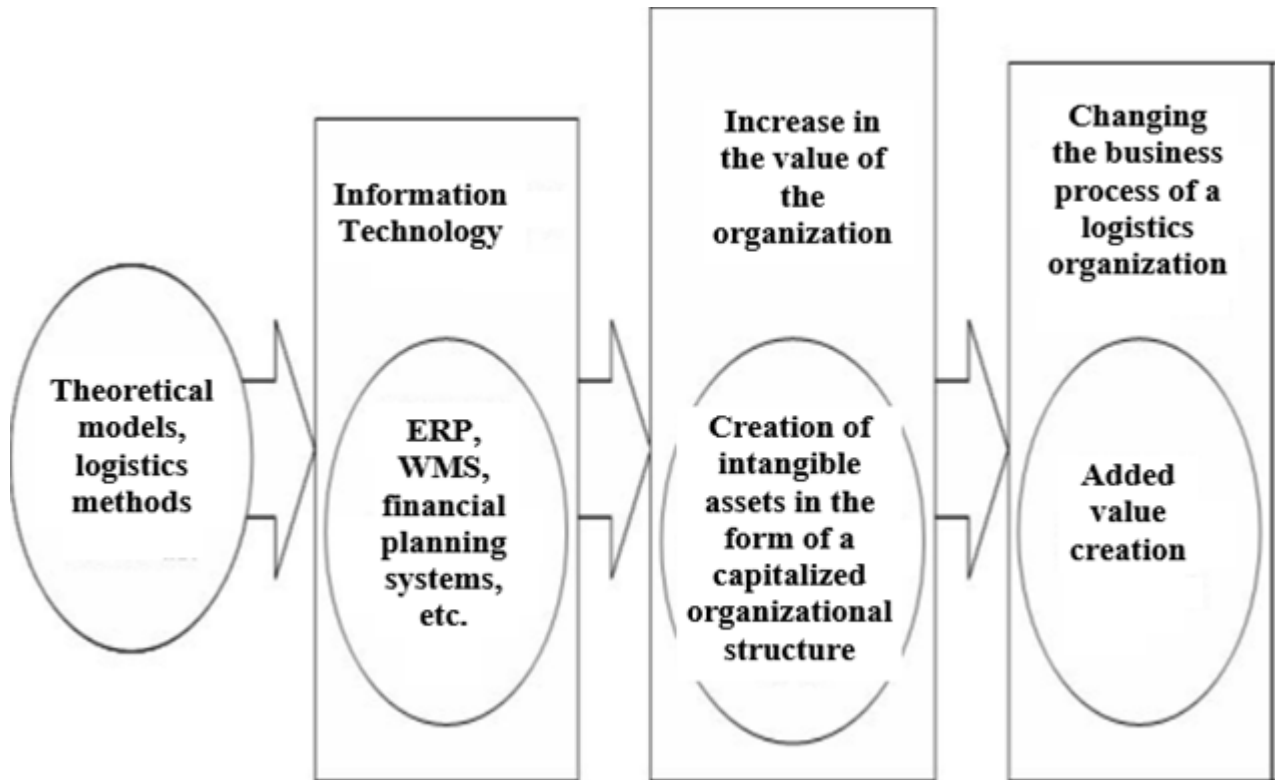 Theoretical
models,
logistics
methods
Information
Technology
ERP,
WMS,
financial
planning
systems,
etc.
Increase in
the value of
the
organization
Creation of
intangible
assets in the
form of a
capitalized
organizational
structure
Changing
the business
process of a
logistics
organization
Added
value
creation